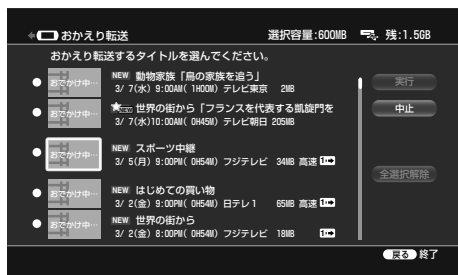 おかえり転送 選択容量:600MB 残:1.5GB
おかえり転送するタイトルを選んでください。
おでかけ中… NEW 動物家族「鳥の家族を追う」
3/ 7(水) 9:00AM( 1H00M) テレビ東京 2MB
実行
おでかけ中… 世界の街から「フランスを代表する凱旋門を
3/ 7(水)10:00AM( 0H45M) テレビ朝日 205MB
中止
おでかけ中… NEW スポーツ中継
3/ 5(月) 9:00PM( 0H54M) フジテレビ 34MB 高速
全選択解除
おでかけ中… NEW はじめての買い物
3/ 2(金) 9:00PM( 0H54M) 日テレ1 65MB 高速
おでかけ中… NEW 世界の街から
3/ 2(金) 8:00PM( 0H54M) フジテレビ 18MB
戻る 終了